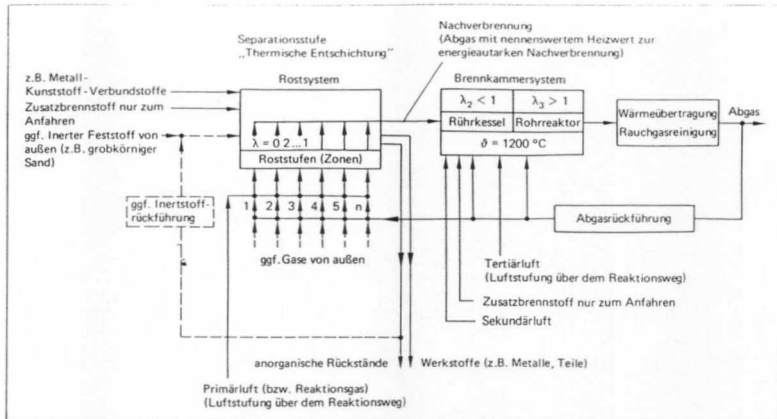 Separationsstufe
„Thermische Entschichtung"
Nachverbrennung
(Abgas mit nennenswertem Heizwert zur
energieautarken Nachverbrennung)
z.B. Metall-
Kunststoff-Verbundstoffe
Rostsystem
Brennkammersystem
Zusatzbrennstoff nur zum
Anfahren
ggf. Inerter Feststoff von
außen (z.B. grobkörniger
Sand)
λ = 0 2...1
Roststufen (Zonen)
λ₂ < 1
λ₃ > 1
Rührkessel
Rohrreaktor
ϑ = 1200 °C
Wärmeübertragung
Rauchgasreinigung
Abgas
ggf. Inertstoff-
rückführung
1 2 3 4 5 n
Abgasrückführung
ggf. Gase von außen
Tertiärluft
(Luftstufung über dem Reaktionsweg)
Zusatzbrennstoff nur zum Anfahren
Sekundärluft
anorganische Rückstände
Werkstoffe (z.B. Metalle, Teile)
Primärluft (bzw. Reaktionsgas)
(Luftstufung über dem Reaktionsweg)